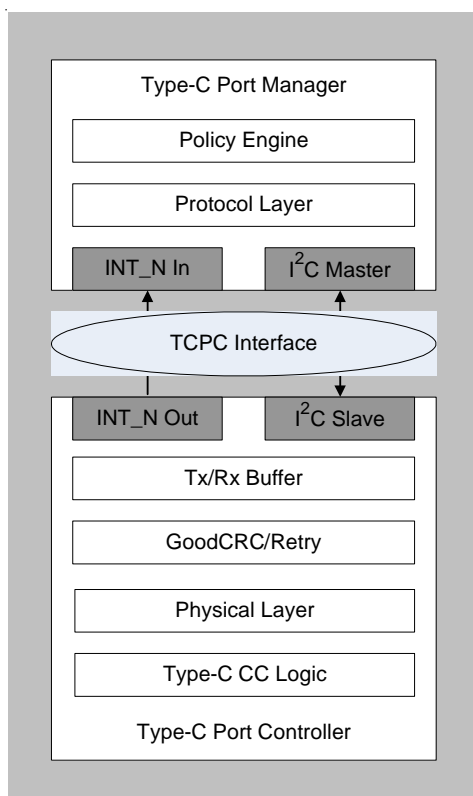 Type-C Port Manager
Policy Engine
Protocol Layer
INT_N In
I²C Master
TCPC Interface
INT_N Out
I²C Slave
Tx/Rx Buffer
GoodCRC/Retry
Physical Layer
Type-C CC Logic
Type-C Port Controller